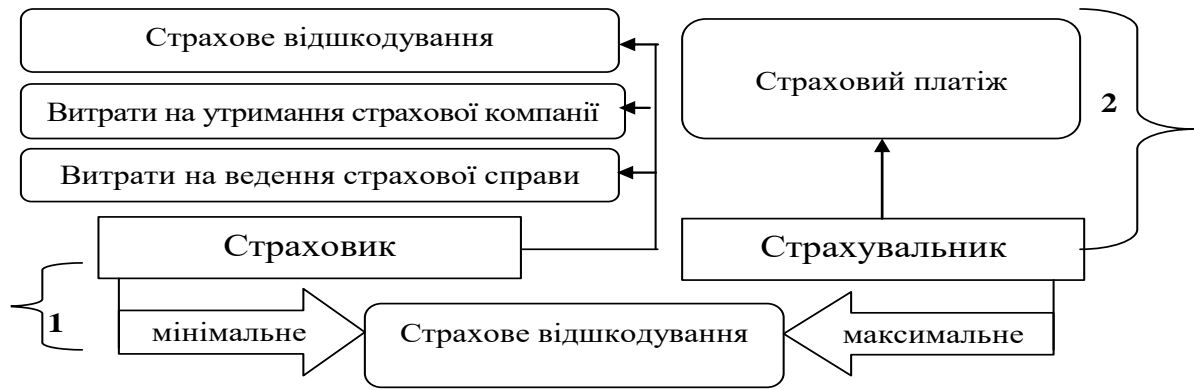 Страхове відшкодування
Страховий платіж
2
Витрати на утримання страхової компанії
Витрати на ведення страхової справи
Страховик
Страхувальник
1
мінімальне
Страхове відшкодування
максимальне